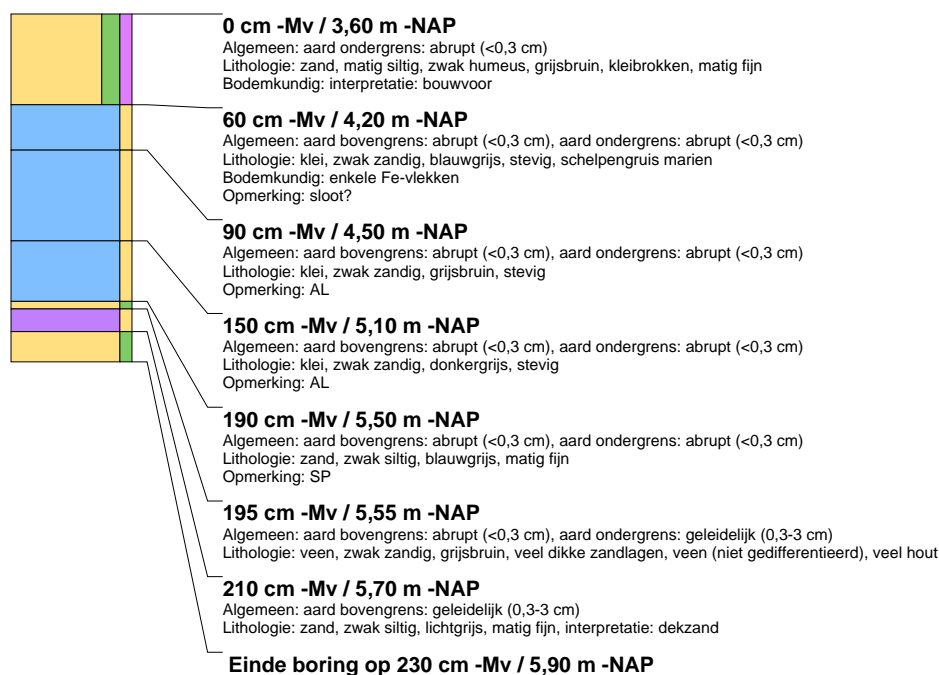 0 cm -Mv / 3,60 m -NAP
Algemeen: aard ondergrens: abrupt (<0,3 cm)
Lithologie: zand, matig siltig, zwak humeus, grijsbruin, kleibrokken, matig fijn
Bodemkundig: interpretatie: bouwvoor
60 cm -Mv / 4,20 m -NAP
Algemeen: aard bovengrens: abrupt (<0,3 cm), aard ondergrens: abrupt (<0,3 cm)
Lithologie: klei, zwak zandig, blauwgrijs, stevig, schelpengruis marien
Bodemkundig: enkele Fe-vlekken
Opmerking: sloot?
90 cm -Mv / 4,50 m -NAP
Algemeen: aard bovengrens: abrupt (<0,3 cm), aard ondergrens: abrupt (<0,3 cm)
Lithologie: klei, zwak zandig, grijsbruin, stevig
Opmerking: AL
150 cm -Mv / 5,10 m -NAP
Algemeen: aard bovengrens: abrupt (<0,3 cm), aard ondergrens: abrupt (<0,3 cm)
Lithologie: klei, zwak zandig, donkergrijs, stevig
Opmerking: AL
190 cm -Mv / 5,50 m -NAP
Algemeen: aard bovengrens: abrupt (<0,3 cm), aard ondergrens: abrupt (<0,3 cm)
Lithologie: zand, zwak siltig, blauwgrijs, matig fijn
Opmerking: SP
195 cm -Mv / 5,55 m -NAP
Algemeen: aard bovengrens: abrupt (<0,3 cm), aard ondergrens: geleidelijk (0,3-3 cm)
Lithologie: veen, zwak zandig, grijsbruin, veel dikke zandlagen, veen (niet gedifferentieerd), veel hout
210 cm -Mv / 5,70 m -NAP
Algemeen: aard bovengrens: geleidelijk (0,3-3 cm)
Lithologie: zand, zwak siltig, lichtgrijs, matig fijn, interpretatie: dekzand
Einde boring op 230 cm -Mv / 5,90 m -NAP